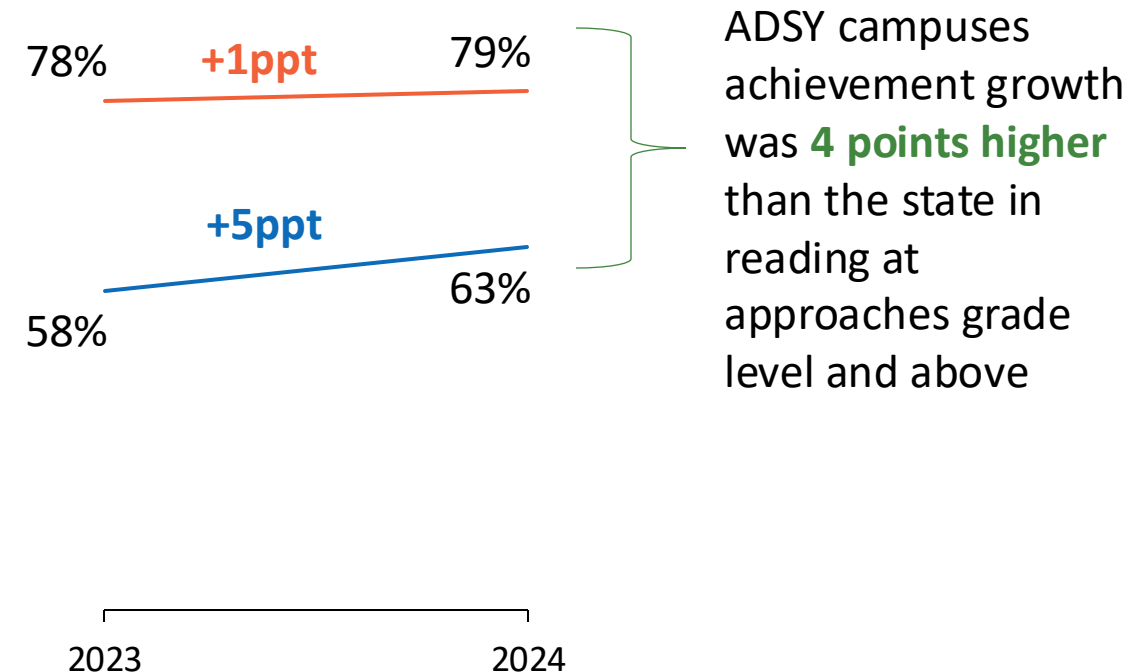 78%
+1ppt
79%
+5ppt
63%
58%
2023
2024
ADSY campuses
achievement growth
was 4 points higher
than the state in
reading at
approaches grade
level and above